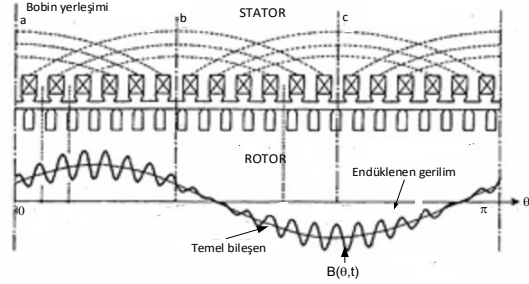 Bobin yerleşimi
STATOR
a
b
c
ROTOR
Endüklenen gerilim
0
π
θ
Temel bileşen
B(θ,t)